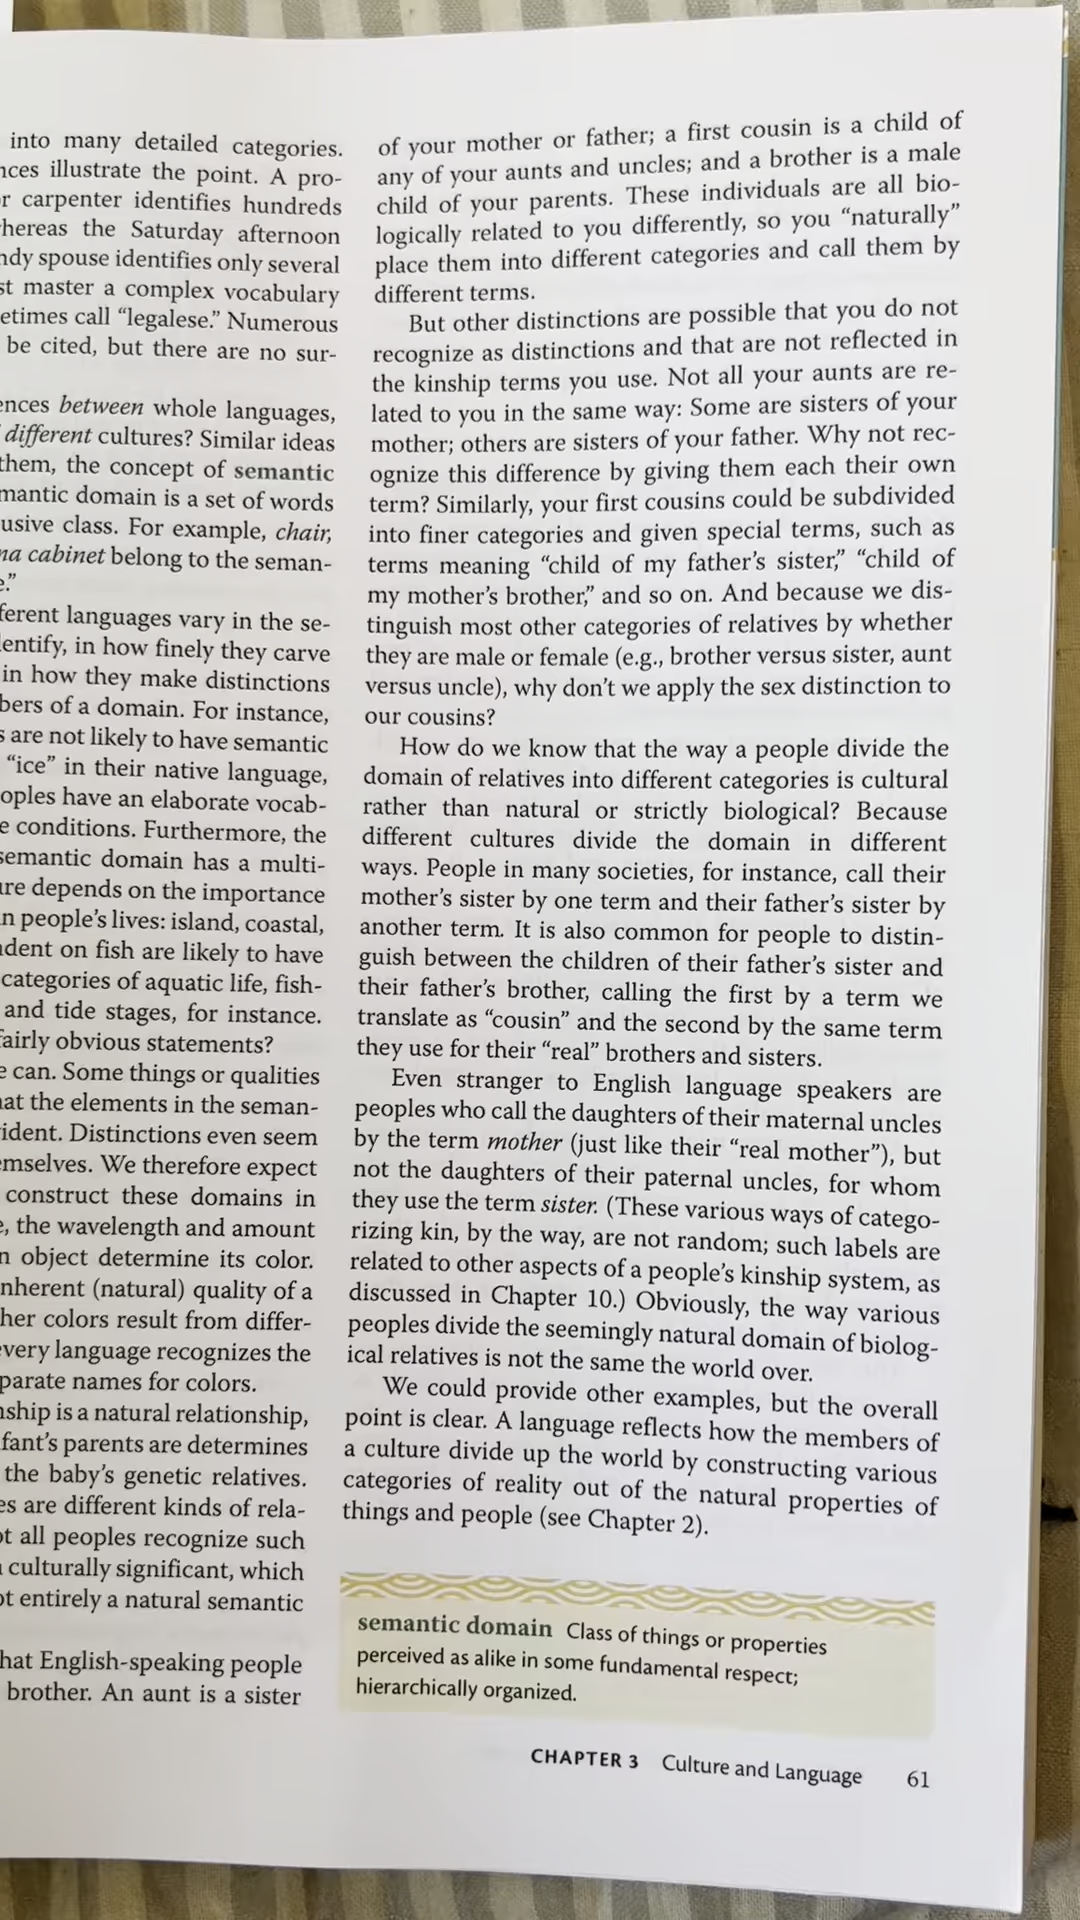 into many detailed categories.
illustrate the point. A pro-
carpenter identifies hundreds
the Saturday afternoon
spouse identifies only several
master a complex vocabulary
call “legalese.” Numerous
be cited, but there are no sur-
between whole languages,
different cultures? Similar ideas
them, the concept of semantic
domain is a set of words
class. For example, chair,
cabinet belong to the seman-
languages vary in the se-
in how finely they carve
in how they make distinctions
of a domain. For instance,
are not likely to have semantic
“ice” in their native language,
have an elaborate vocab-
conditions. Furthermore, the
semantic domain has a multi-
depends on the importance
people’s lives: island, coastal,
on fish are likely to have
categories of aquatic life, fish-
and tide stages, for instance.
fairly obvious statements?
can. Some things or qualities
the elements in the seman-
Distinctions even seem
We therefore expect
construct these domains in
the wavelength and amount
object determine its color.
(natural) quality of a
colors result from differ-
language recognizes the
names for colors.
is a natural relationship,
parents are determines
the baby’s genetic relatives.
are different kinds of rela-
all peoples recognize such
culturally significant, which
entirely a natural semantic
English-speaking people
brother. An aunt is a sister
of your mother or father; a first cousin is a child of
any of your aunts and uncles; and a brother is a male
child of your parents. These individuals are all bio-
logically related to you differently, so you “naturally”
place them into different categories and call them by
different terms.
But other distinctions are possible that you do not
recognize as distinctions and that are not reflected in
the kinship terms you use. Not all your aunts are re-
lated to you in the same way: Some are sisters of your
mother; others are sisters of your father. Why not rec-
ognize this difference by giving them each their own
term? Similarly, your first cousins could be subdivided
into finer categories and given special terms, such as
terms meaning “child of my father’s sister,” “child of
my mother’s brother,” and so on. And because we dis-
tinguish most other categories of relatives by whether
they are male or female (e.g., brother versus sister, aunt
versus uncle), why don’t we apply the sex distinction to
our cousins?
How do we know that the way a people divide the
domain of relatives into different categories is cultural
rather than natural or strictly biological? Because
different cultures divide the domain in different
ways. People in many societies, for instance, call their
mother’s sister by one term and their father’s sister by
another term. It is also common for people to distin-
guish between the children of their father’s sister and
their father’s brother, calling the first by a term we
translate as “cousin” and the second by the same term
they use for their “real” brothers and sisters.
Even stranger to English language speakers are
peoples who call the daughters of their maternal uncles
by the term mother (just like their “real mother”), but
not the daughters of their paternal uncles, for whom
they use the term sister. (These various ways of catego-
rizing kin, by the way, are not random; such labels are
related to other aspects of a people’s kinship system, as
discussed in Chapter 10.) Obviously, the way various
peoples divide the seemingly natural domain of biolog-
ical relatives is not the same the world over.
We could provide other examples, but the overall
point is clear. A language reflects how the members of
a culture divide up the world by constructing various
categories of reality out of the natural properties of
things and people (see Chapter 2).
semantic domain Class of things or properties
perceived as alike in some fundamental respect;
hierarchically organized.
CHAPTER 3 Culture and Language 61